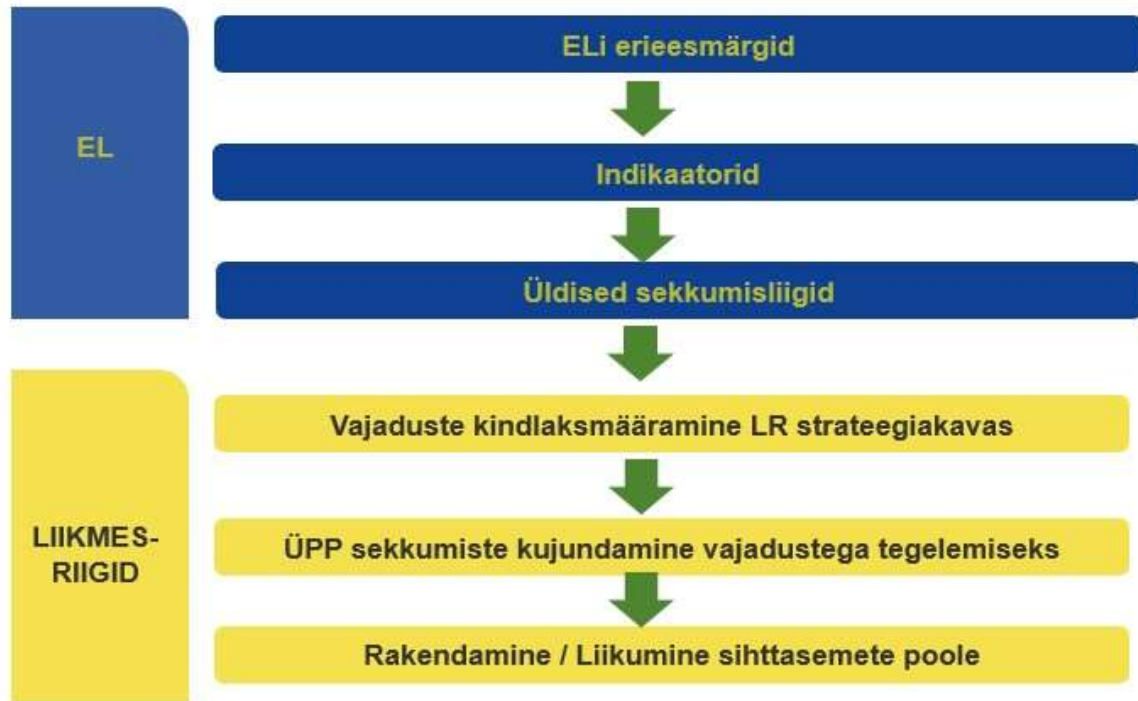 EL
ELi erieesmärgid
Indikaatorid
Üldised sekkumisliigid
LIIKMES-
RIIGID
Vajaduste kindlaksmääramine LR strateegiakavas
ÜPP sekkumiste kujundamine vajadustega tegelemiseks
Rakendamine / Liikumine sihttasemete poole